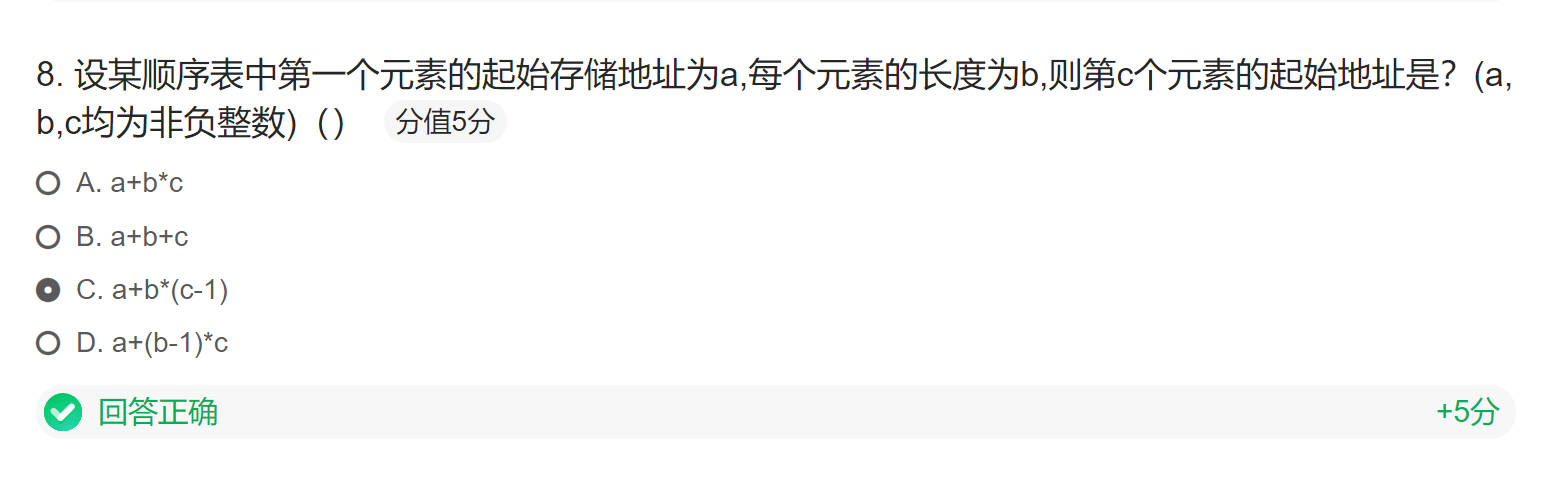 8. 设某顺序表中第一个元素的起始存储地址为a,每个元素的长度为b,则第c个元素的起始地址是？(a,
b,c均为非负整数)（） 分值5分
A. a+b*c
B. a+b+c
C. a+b*(c-1)
D. a+(b-1)*c
回答正确 +5分